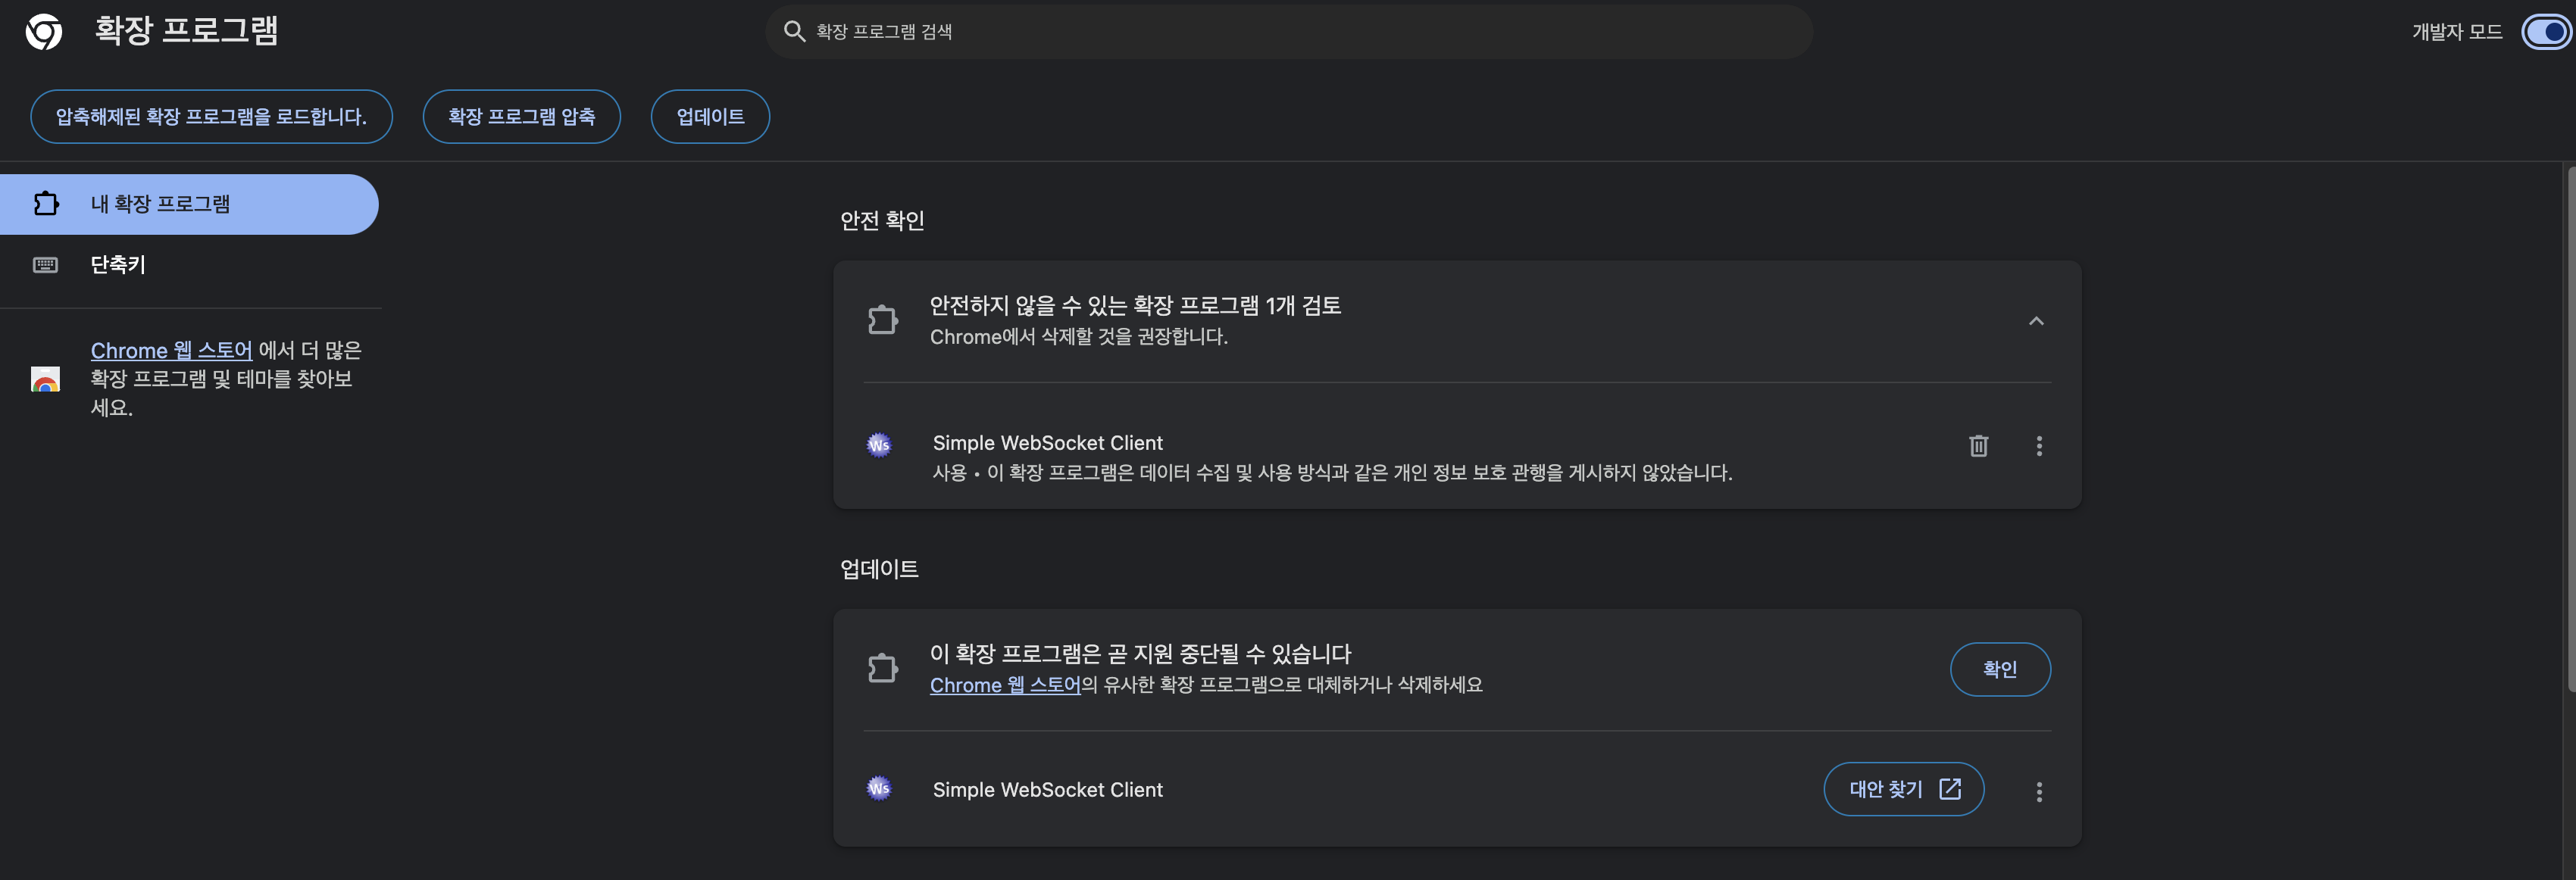 확장 프로그램
확장 프로그램 검색
개발자 모드
압축해제된 확장 프로그램을 로드합니다.
확장 프로그램 압축
업데이트
내 확장 프로그램
단축키
Chrome 웹 스토어 에서 더 많은
확장 프로그램 및 테마를 찾아보
세요.
안전 확인
안전하지 않을 수 있는 확장 프로그램 1개 검토
Chrome에서 삭제할 것을 권장합니다.
Ws
Simple WebSocket Client
사용 • 이 확장 프로그램은 데이터 수집 및 사용 방식과 같은 개인 정보 보호 관행을 게시하지 않았습니다.
업데이트
이 확장 프로그램은 곧 지원 중단될 수 있습니다
Chrome 웹 스토어의 유사한 확장 프로그램으로 대체하거나 삭제하세요
확인
Ws
Simple WebSocket Client
대안 찾기